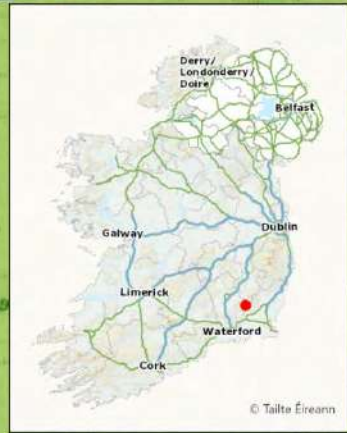 Derry/
Londonderry/
Doire
Belfast
Galway
Dublin
Limerick
Waterford
Cork
© Tailte Éireann